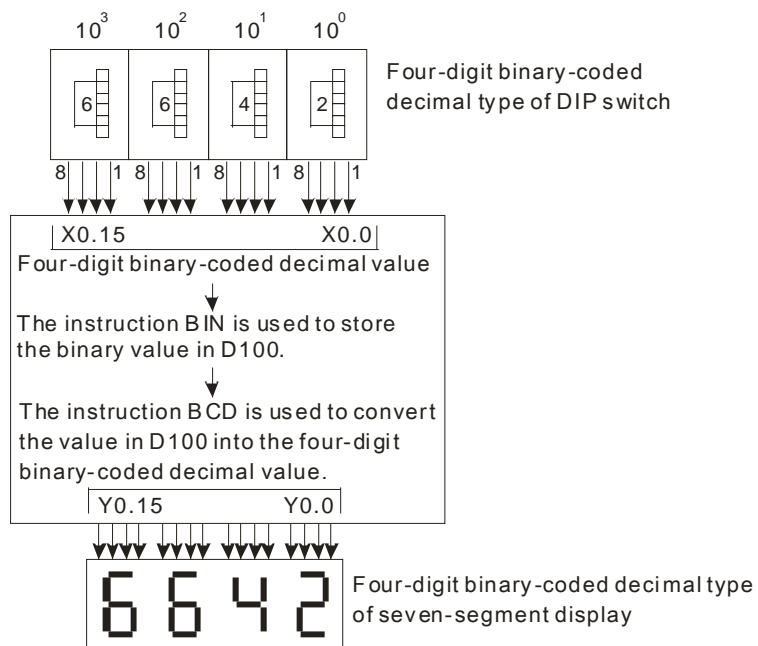 10³ 10² 10¹ 10⁰
6 6 4 2
Four-digit binary-coded
decimal type of DIP switch
8 1 8 1 8 1 8 1
X0.15 X0.0
Four-digit binary-coded decimal value
The instruction BIN is used to store
the binary value in D100.
The instruction BCD is used to convert
the value in D100 into the four-digit
binary-coded decimal value.
Y0.15 Y0.0
6642
Four-digit binary-coded decimal type
of seven-segment display